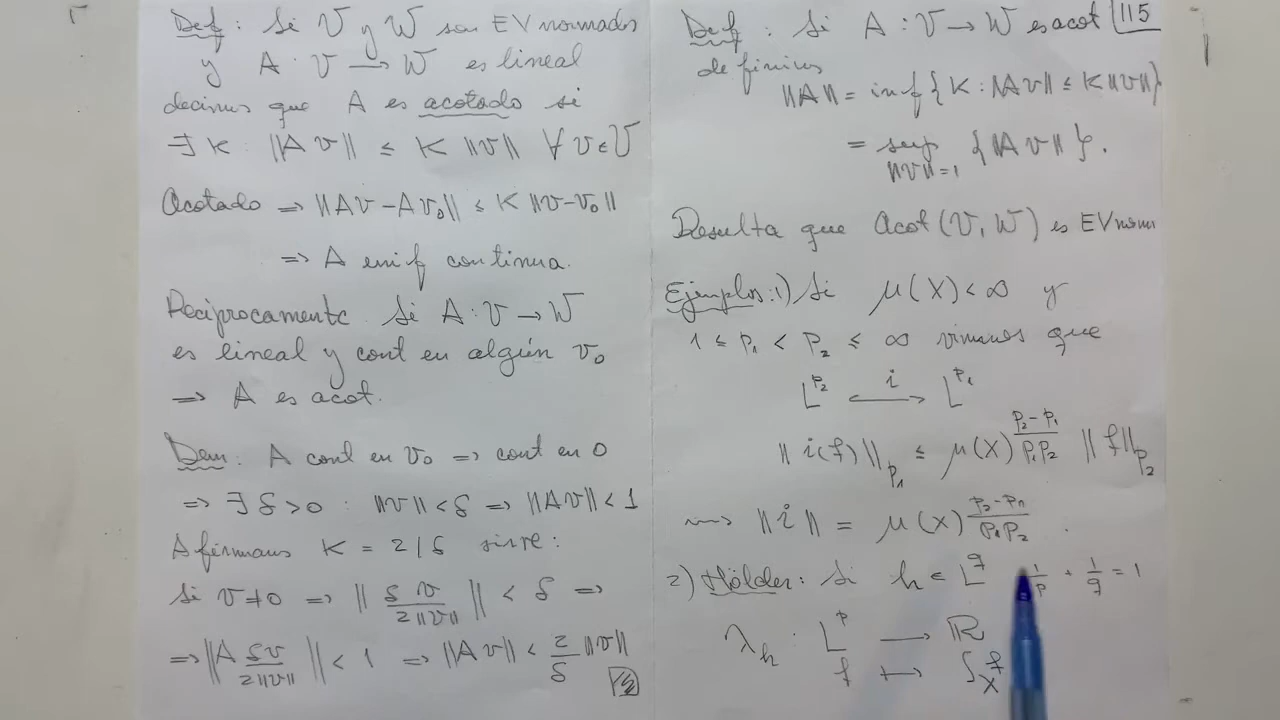 Def: Si V y W son EV normados
y A: V → W es lineal
decimos que A es acotado si
∃ K: ||A v|| ≤ K ||v|| ∀ v ∈ V
Acotado ⇒ ||Av - Av₀|| ≤ K ||v - v₀||
⇒ A unif continua.
Recíprocamente Si A: V → W
es lineal y cont en algún v₀
⇒ A es acot.
Dem: A cont en v₀ ⇒ cont en 0
⇒ ∃ δ > 0 : ||v|| < δ ⇒ ||Av|| < 1
Afirmamos K = 2/δ sirve:
Si v ≠ 0 ⇒ || δ v / 2||v|| || < δ ⇒
⇒ ||A δv / 2||v|| || < 1 ⇒ ||Av|| < 2/δ ||v||
115
Def: Si A: V → W es acot
definimos
||A|| = inf {K : ||Av|| ≤ K||v||}
= sup_{||v||=1} {||Av||}.
Resulta que Acot(V, W) es EV norm
Ejemplos: 1) Si μ(X) < ∞ y
1 ≤ p₁ < p₂ ≤ ∞ vimos que
L^{p₂} ↪ L^{p₁}
i
||i(f)||_{p₁} ≤ μ(X)^{(p₂-p₁)/(p₁p₂)} ||f||_{p₂}
⇝ ||i|| = μ(X)^{(p₂-p₁)/(p₁p₂)}.
2) Hölder: Si h ∈ L^q 1/p + 1/q = 1
λ_h : L^p → ℝ
f ↦ ∫_X f